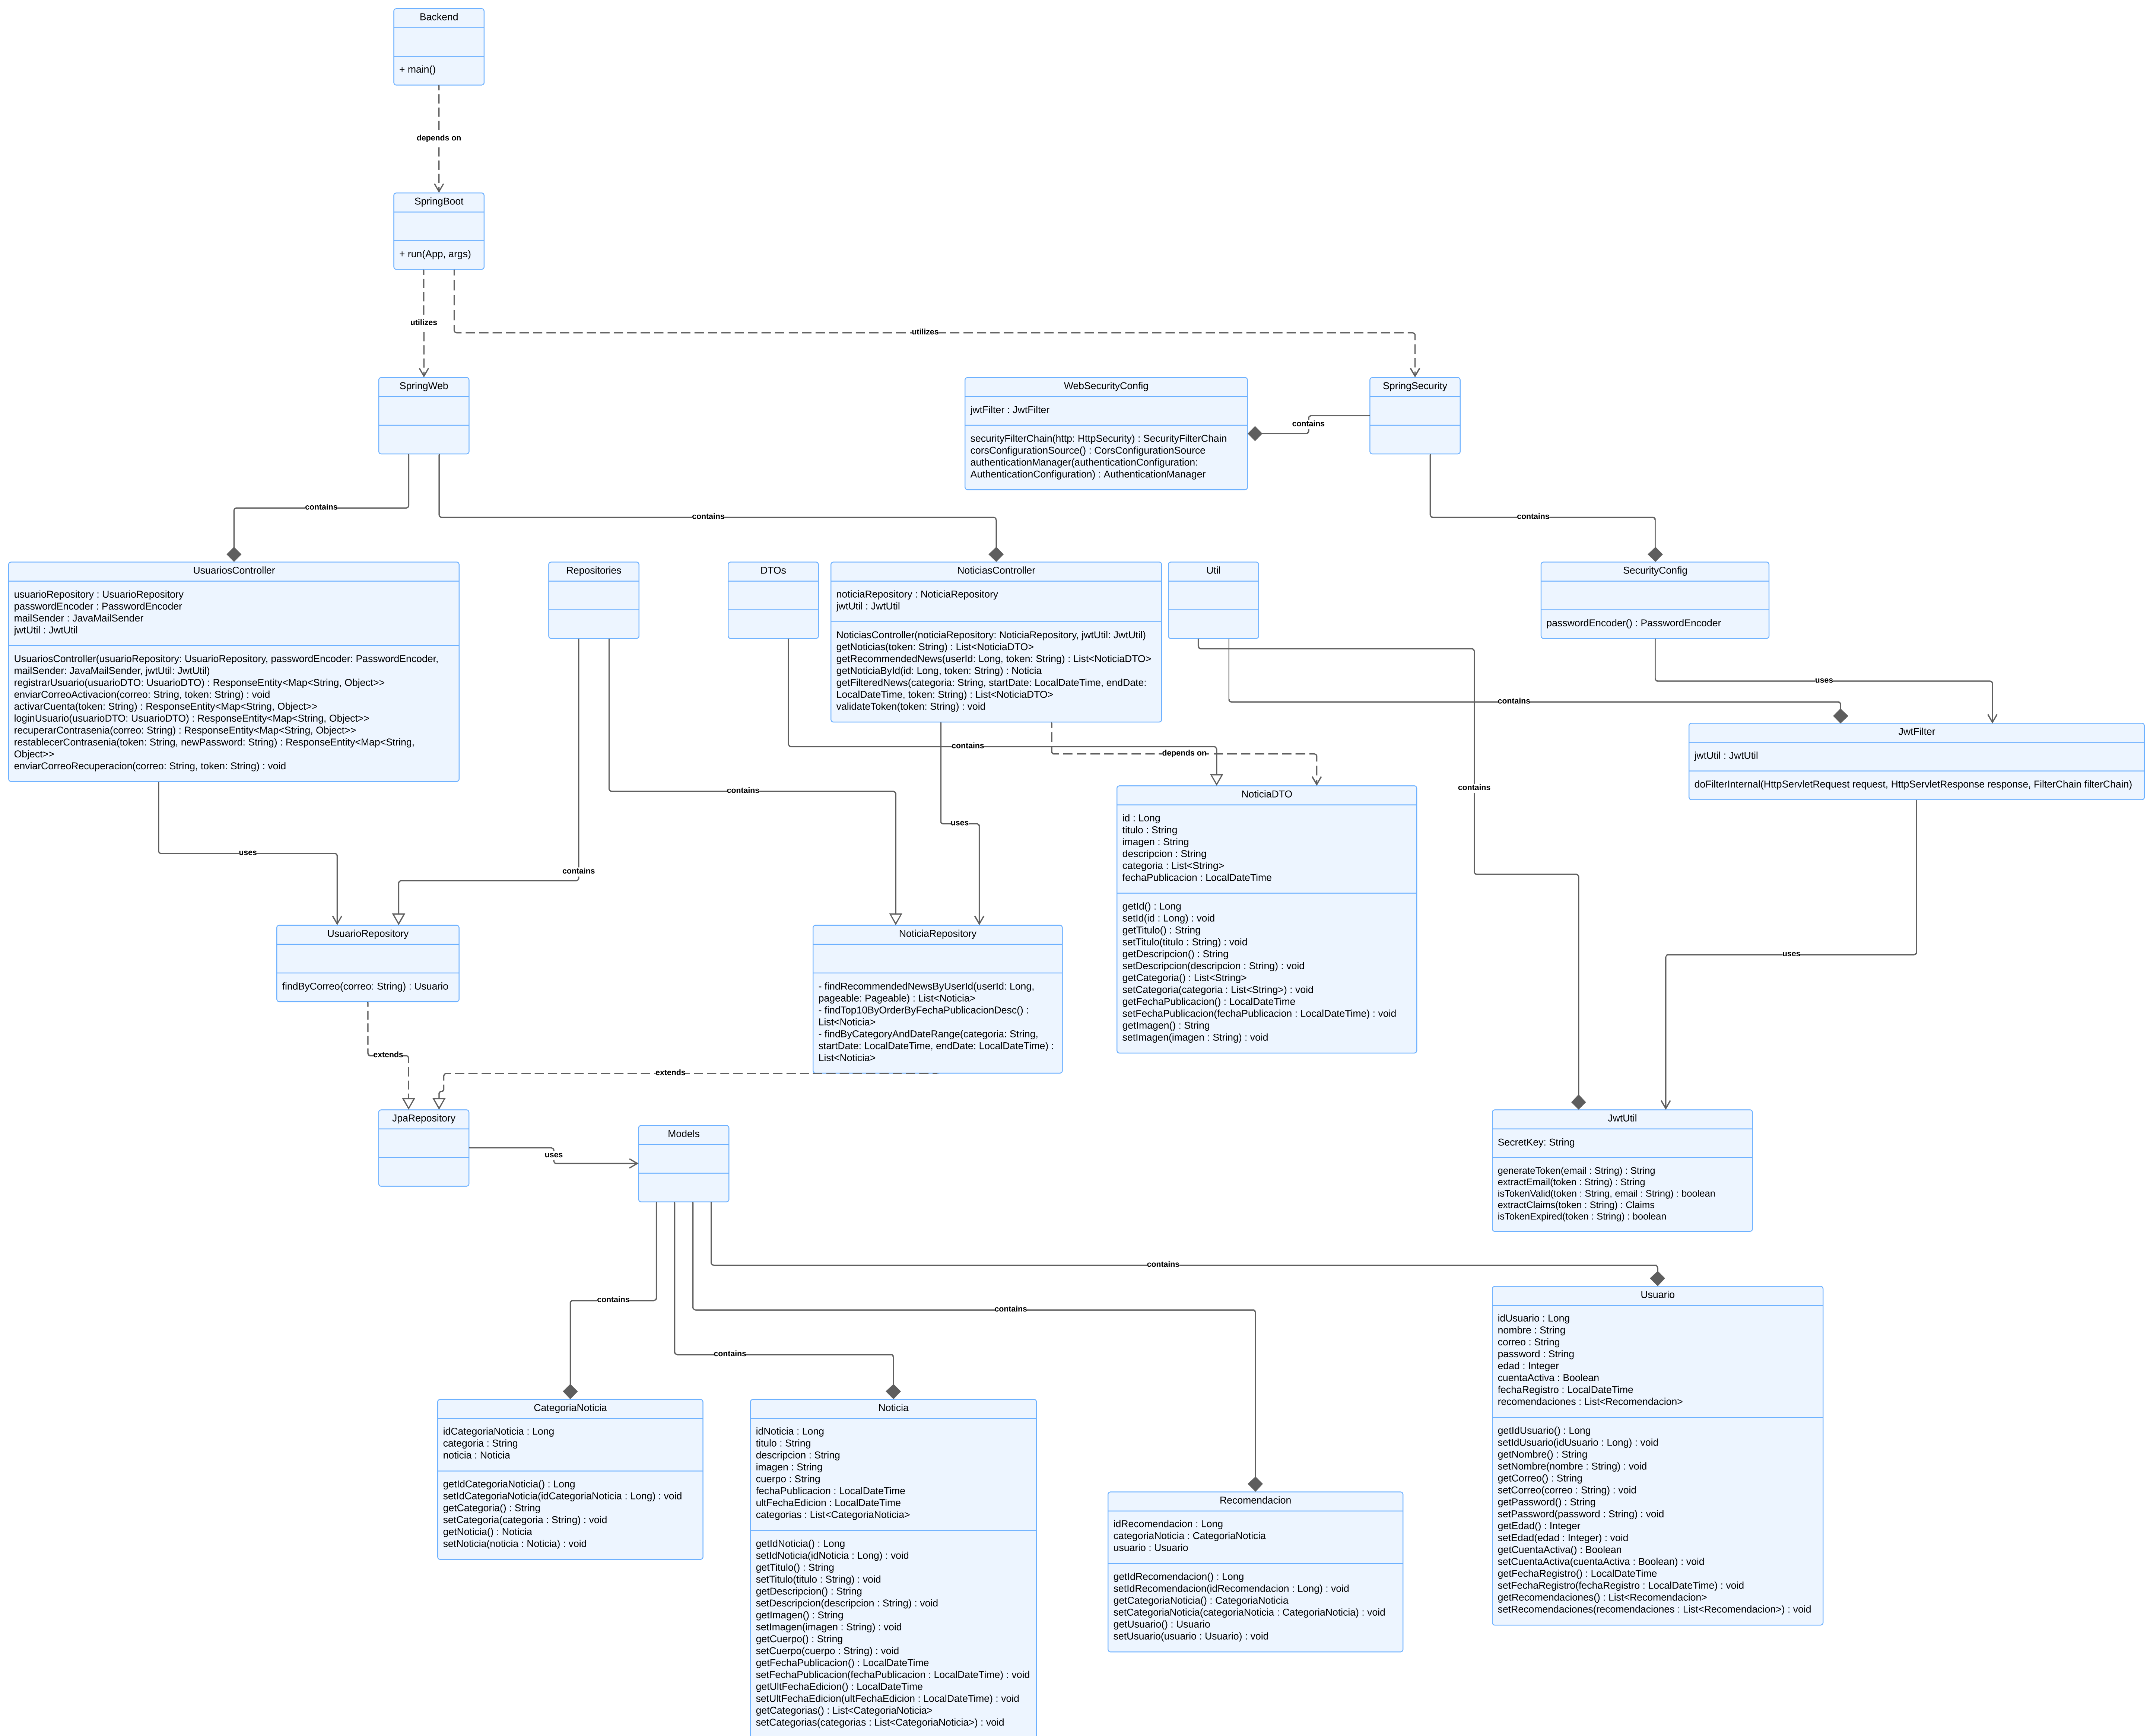 Backend
+ main()
depends on
SpringBoot
+ run(App, args)
utilizes
utilizes
SpringWeb
WebSecurityConfig
jwtFilter : JwtFilter
securityFilterChain(http: HttpSecurity) : SecurityFilterChain
corsConfigurationSource() : CorsConfigurationSource
authenticationManager(authenticationConfiguration:
AuthenticationConfiguration) : AuthenticationManager
contains
SpringSecurity
contains
contains
contains
UsuariosController
usuarioRepository : UsuarioRepository
passwordEncoder : PasswordEncoder
mailSender : JavaMailSender
jwtUtil : JwtUtil
UsuariosController(usuarioRepository: UsuarioRepository, passwordEncoder: PasswordEncoder,
mailSender: JavaMailSender, jwtUtil: JwtUtil)
registrarUsuario(usuarioDTO: UsuarioDTO) : ResponseEntity<Map<String, Object>>
enviarCorreoActivacion(correo: String, token: String) : void
activarCuenta(token: String) : ResponseEntity<Map<String, Object>>
loginUsuario(usuarioDTO: UsuarioDTO) : ResponseEntity<Map<String, Object>>
recuperarContrasenia(correo: String) : ResponseEntity<Map<String, Object>>
restablecerContrasenia(token: String, newPassword: String) : ResponseEntity<Map<String,
Object>>
enviarCorreoRecuperacion(correo: String, token: String) : void
Repositories
DTOs
NoticiasController
noticiaRepository : NoticiaRepository
jwtUtil : JwtUtil
NoticiasController(noticiaRepository: NoticiaRepository, jwtUtil: JwtUtil)
getNoticias(token: String) : List<NoticiaDTO>
getRecommendedNews(userId: Long, token: String) : List<NoticiaDTO>
getNoticiaById(id: Long, token: String) : Noticia
getFilteredNews(categoria: String, startDate: LocalDateTime, endDate:
LocalDateTime, token: String) : List<NoticiaDTO>
validateToken(token: String) : void
Util
SecurityConfig
passwordEncoder() : PasswordEncoder
uses
contains
JwtFilter
jwtUtil : JwtUtil
doFilterInternal(HttpServletRequest request, HttpServletResponse response, FilterChain filterChain)
contains
depends on
contains
contains
uses
uses
contains
NoticiaDTO
id : Long
titulo : String
imagen : String
descripcion : String
categoria : List<String>
fechaPublicacion : LocalDateTime
getId() : Long
setId(id : Long) : void
getTitulo() : String
setTitulo(titulo : String) : void
getDescripcion() : String
setDescripcion(descripcion : String) : void
getCategoria() : List<String>
setCategoria(categoria : List<String>) : void
getFechaPublicacion() : LocalDateTime
setFechaPublicacion(fechaPublicacion : LocalDateTime) : void
getImagen() : String
setImagen(imagen : String) : void
UsuarioRepository
findByCorreo(correo: String) : Usuario
NoticiaRepository
- findRecommendedNewsByUserId(userId: Long,
pageable: Pageable) : List<Noticia>
- findTop10ByOrderByFechaPublicacionDesc() :
List<Noticia>
- findByCategoryAndDateRange(categoria: String,
startDate: LocalDateTime, endDate: LocalDateTime) :
List<Noticia>
uses
extends
extends
JpaRepository
uses
Models
JwtUtil
SecretKey: String
generateToken(email : String) : String
extractEmail(token : String) : String
isTokenValid(token : String, email : String) : boolean
extractClaims(token : String) : Claims
isTokenExpired(token : String) : boolean
contains
contains
contains
contains
Usuario
idUsuario : Long
nombre : String
correo : String
password : String
edad : Integer
cuentaActiva : Boolean
fechaRegistro : LocalDateTime
recomendaciones : List<Recomendacion>
getIdUsuario() : Long
setIdUsuario(idUsuario : Long) : void
getNombre() : String
setNombre(nombre : String) : void
getCorreo() : String
setCorreo(correo : String) : void
getPassword() : String
setPassword(password : String) : void
getEdad() : Integer
setEdad(edad : Integer) : void
getCuentaActiva() : Boolean
setCuentaActiva(cuentaActiva : Boolean) : void
getFechaRegistro() : LocalDateTime
setFechaRegistro(fechaRegistro : LocalDateTime) : void
getRecomendaciones() : List<Recomendacion>
setRecomendaciones(recomendaciones : List<Recomendacion>) : void
CategoriaNoticia
idCategoriaNoticia : Long
categoria : String
noticia : Noticia
getIdCategoriaNoticia() : Long
setIdCategoriaNoticia(idCategoriaNoticia : Long) : void
getCategoria() : String
setCategoria(categoria : String) : void
getNoticia() : Noticia
setNoticia(noticia : Noticia) : void
Noticia
idNoticia : Long
titulo : String
descripcion : String
imagen : String
cuerpo : String
fechaPublicacion : LocalDateTime
ultFechaEdicion : LocalDateTime
categorias : List<CategoriaNoticia>
getIdNoticia() : Long
setIdNoticia(idNoticia : Long) : void
getTitulo() : String
setTitulo(titulo : String) : void
getDescripcion() : String
setDescripcion(descripcion : String) : void
getImagen() : String
setImagen(imagen : String) : void
getCuerpo() : String
setCuerpo(cuerpo : String) : void
getFechaPublicacion() : LocalDateTime
setFechaPublicacion(fechaPublicacion : LocalDateTime) : void
getUltFechaEdicion() : LocalDateTime
setUltFechaEdicion(ultFechaEdicion : LocalDateTime) : void
getCategorias() : List<CategoriaNoticia>
setCategorias(categorias : List<CategoriaNoticia>) : void
Recomendacion
idRecomendacion : Long
categoriaNoticia : CategoriaNoticia
usuario : Usuario
getIdRecomendacion() : Long
setIdRecomendacion(idRecomendacion : Long) : void
getCategoriaNoticia() : CategoriaNoticia
setCategoriaNoticia(categoriaNoticia : CategoriaNoticia) : void
getUsuario() : Usuario
setUsuario(usuario : Usuario) : void